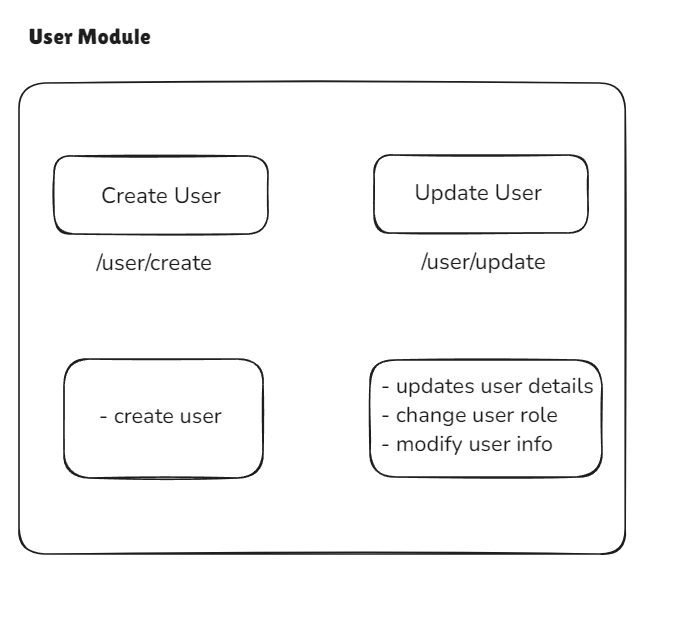 User Module
Create User
Update User
/user/create
/user/update
- create user
- updates user details
- change user role
- modify user info